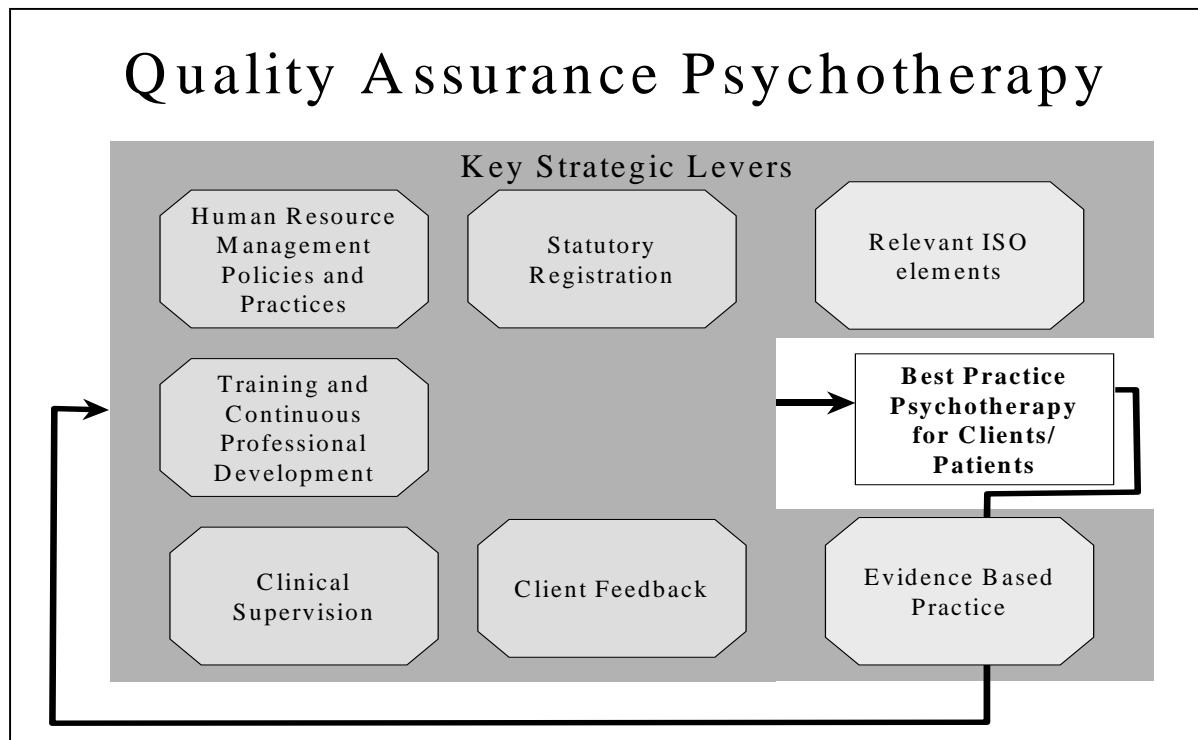 Quality Assurance Psychotherapy
Key Strategic Levers
Human Resource
Management
Policies and
Practices
Statutory
Registration
Relevant ISO
elements
Training and
Continuous
Professional
Development
Best Practice
Psychotherapy
for Clients/
Patients
Clinical
Supervision
Client Feedback
Evidence Based
Practice